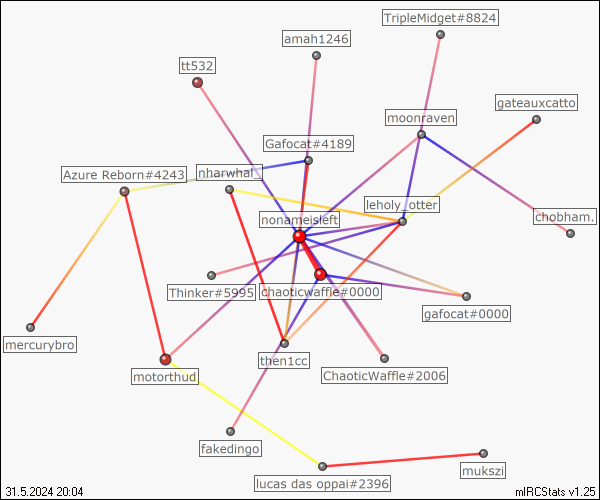 TripleMidget#8824
amah1246
tt532
gateauxcatto
moonraven
Gafocat#4189
Azure Reborn#4243
nharwhal_
leholy_otter
nonameisleft
chobham.
Thinker#5995
chaoticwaffle#0000
gafocat#0000
mercurybro
then1cc
motorthud
ChaoticWaffle#2006
fakedingo
mukszi
lucas das oppai#2396
31.5.2024 20:04
mIRCStats v1.25